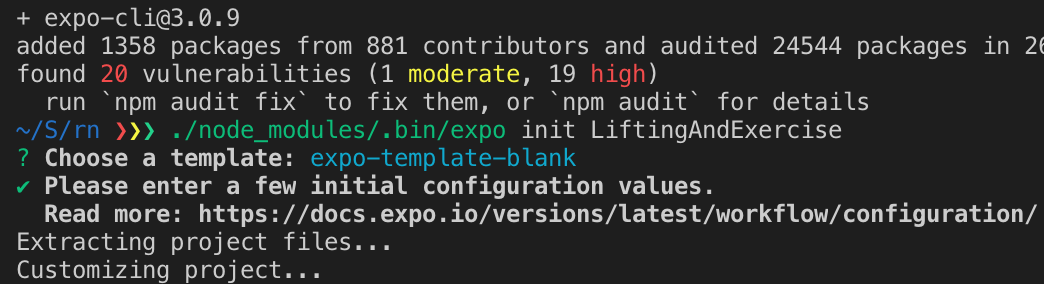 + expo-cli@3.0.9
added 1358 packages from 881 contributors and audited 24544 packages in
found 20 vulnerabilities (1 moderate, 19 high)
run `npm audit fix` to fix them, or `npm audit` for details
~/S/rn ❯❯❯ ./node_modules/.bin/expo init LiftingAndExercise
? Choose a template: expo-template-blank
✔ Please enter a few initial configuration values.
Read more: https://docs.expo.io/versions/latest/workflow/configuration/
Extracting project files...
Customizing project...